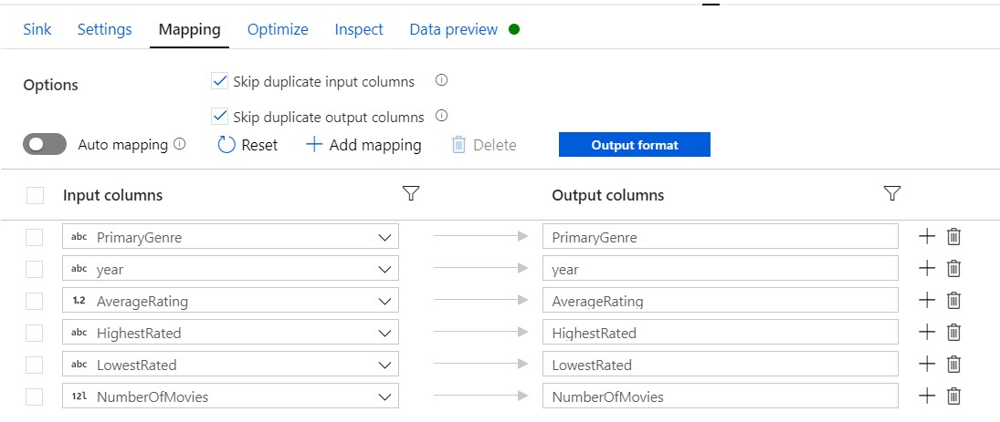 Sink Settings Mapping Optimize Inspect Data preview
Options
Skip duplicate input columns
Skip duplicate output columns
Auto mapping Reset Add mapping Delete Output format
Input columns Output columns
abc PrimaryGenre PrimaryGenre
abc year year
1.2 AverageRating AverageRating
abc HighestRated HighestRated
abc LowestRated LowestRated
12l NumberOfMovies NumberOfMovies